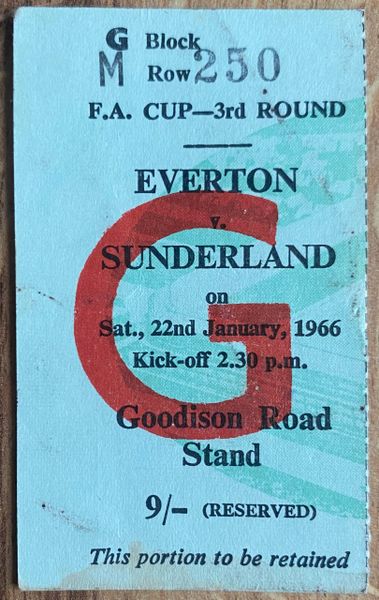 G Block
M Row 250
F.A. CUP—3rd ROUND
EVERTON
v.
SUNDERLAND
on
Sat., 22nd January, 1966
Kick-off 2.30 p.m.
G
Goodison Road
Stand
9/- (RESERVED)
This portion to be retained